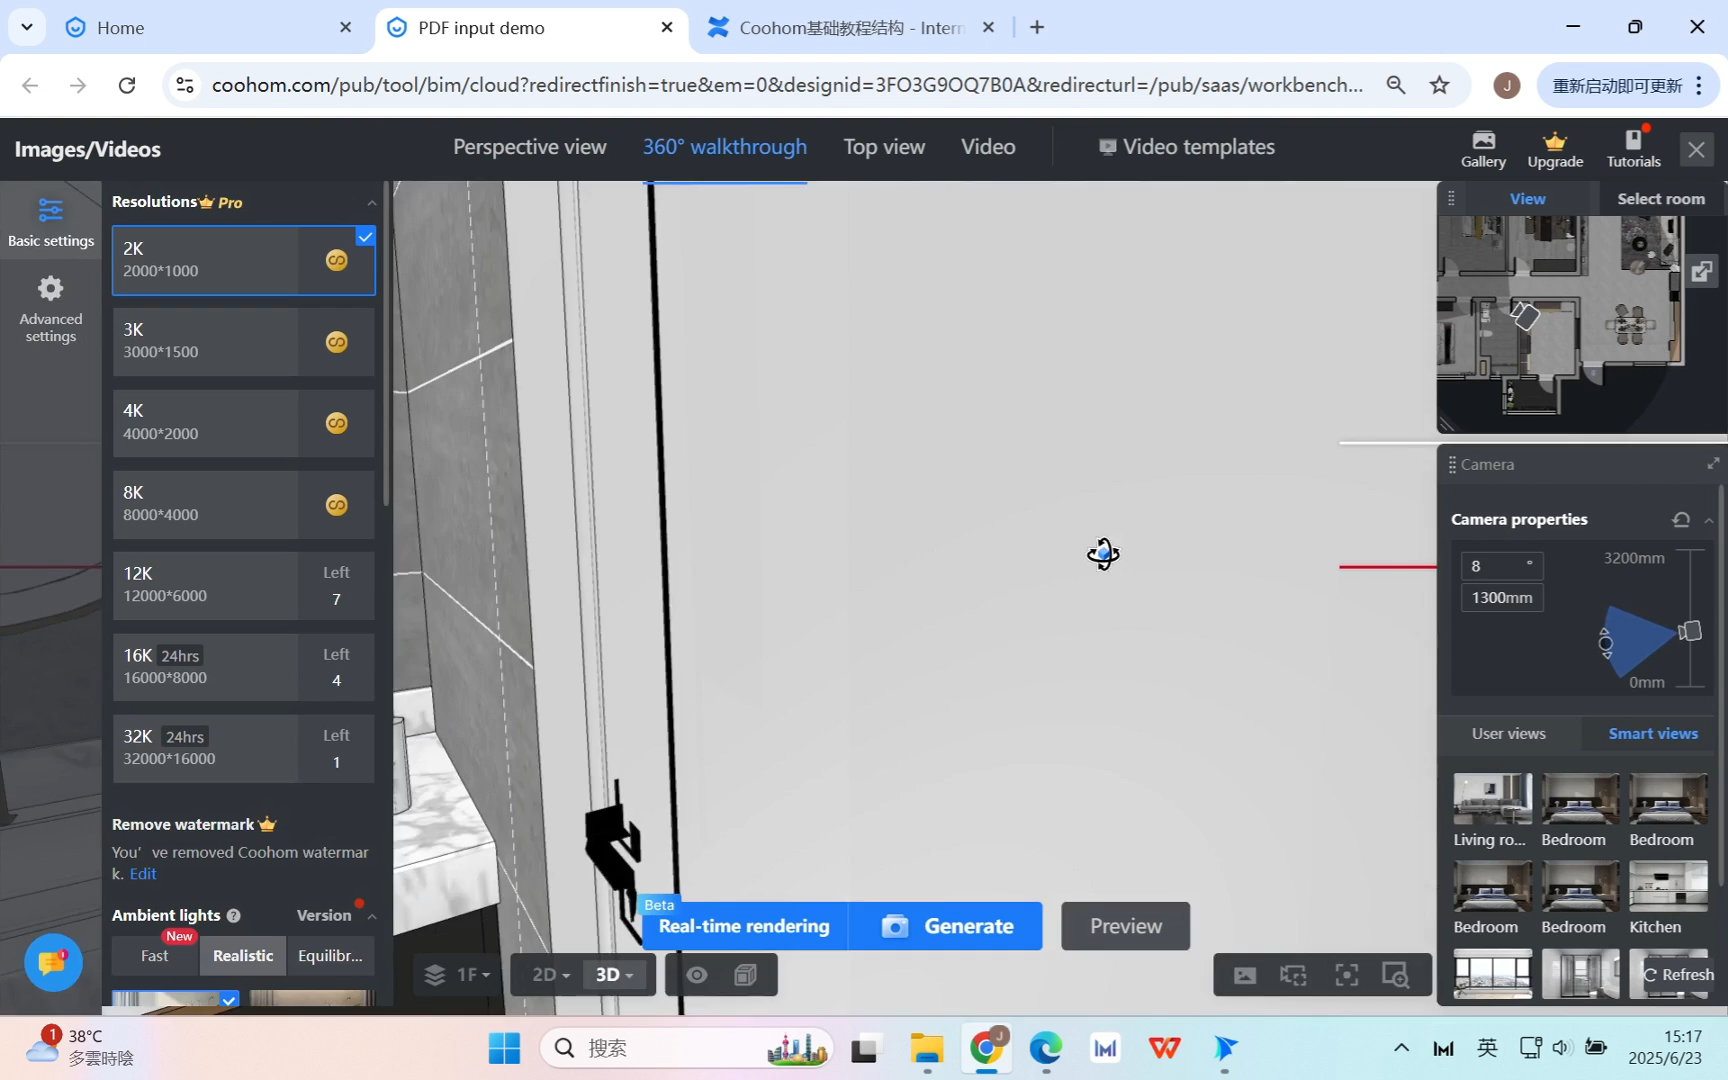 Home
PDF input demo
Coohom基础教程结构 - Intern
coohom.com/pub/tool/bim/cloud?redirectfinish=true&em=0&designid=3FO3G9OQ7B0A&redirecturl=/pub/saas/workbench...
J
重新启动即可更新
Images/Videos
Perspective view
360° walkthrough
Top view
Video
Video templates
Gallery
Upgrade
Tutorials
Basic settings
Advanced
settings
Resolutions Pro
2K
2000*1000
3K
3000*1500
4K
4000*2000
8K
8000*4000
12K
12000*6000
Left
7
16K 24hrs
16000*8000
Left
4
32K 24hrs
32000*16000
Left
1
Remove watermark
You've removed Coohom watermar
k. Edit
Ambient lights ?
Version
New
Fast
Realistic
Equilibr...
Beta
Real-time rendering
Generate
Preview
1F
2D
3D
View
Select room
Camera
Camera properties
8 °
1300mm
3200mm
0mm
User views
Smart views
Living ro...
Bedroom
Bedroom
Bedroom
Bedroom
Kitchen
Refresh
1
38°C
多雲時陰
搜索
J
英
15:17
2025/6/23